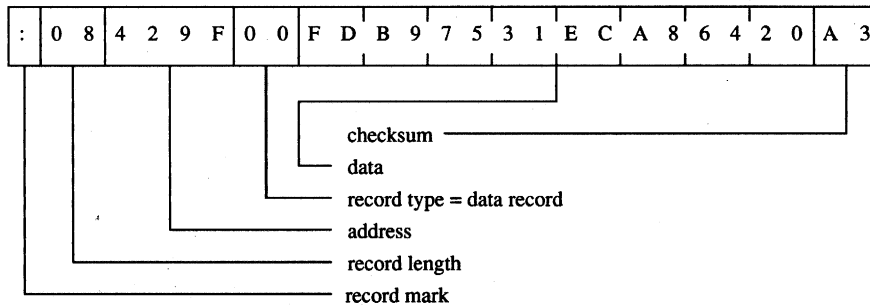 : 0 8 4 2 9 F 0 0 F D B 9 7 5 3 1 E C A 8 6 4 2 0 A 3
checksum
data
record type = data record
address
record length
record mark